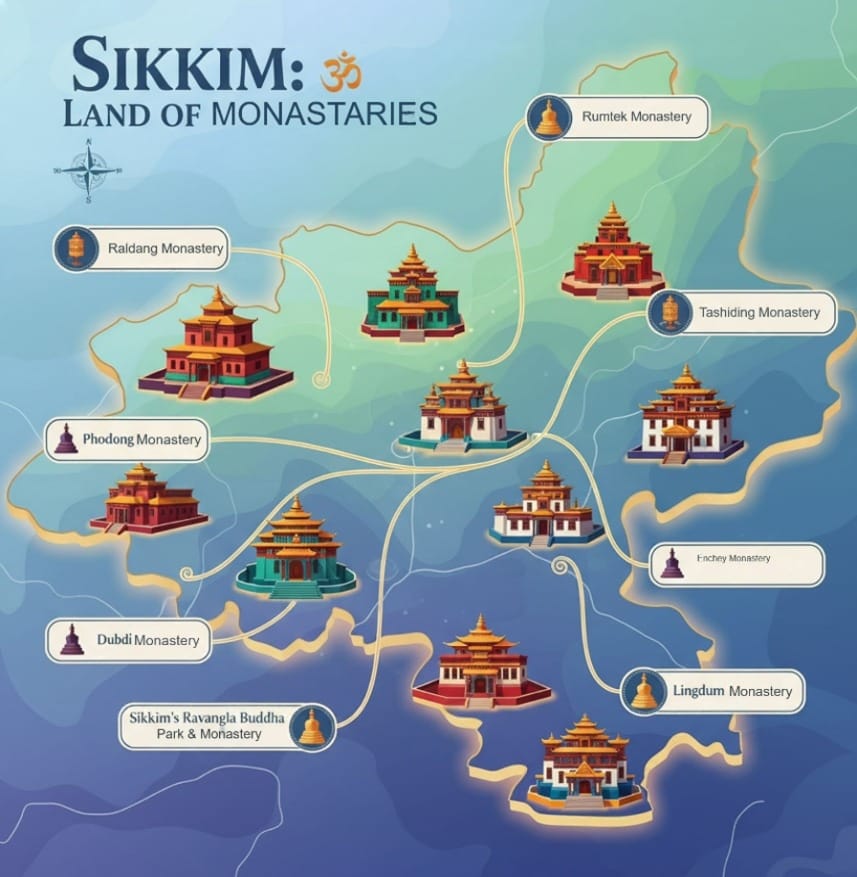 SIKKIM: ॐ
LAND OF MONASTARIES
N
S
Rumtek Monastery
Raldang Monastery
Tashiding Monastery
Phodong Monastery
Enchey Monastery
Dubdi Monastery
Lingdum Monastery
Sikkim's Ravangla Buddha
Park & Monastery